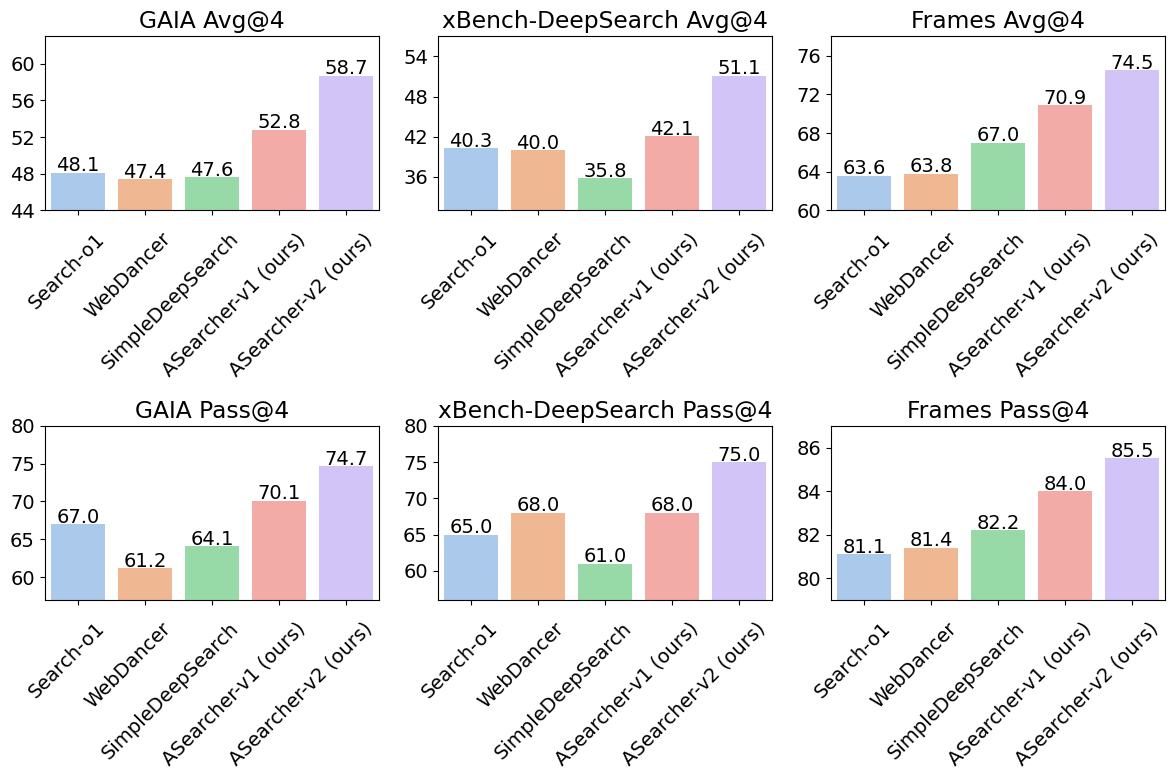 GAIA Avg@4
60
56
52
48
44
48.1
47.4
47.6
52.8
58.7
Search-o1
WebDancer
SimpleDeepSearch
ASearcher-v1 (ours)
ASearcher-v2 (ours)
xBench-DeepSearch Avg@4
54
48
42
36
40.3
40.0
35.8
42.1
51.1
Search-o1
WebDancer
SimpleDeepSearch
ASearcher-v1 (ours)
ASearcher-v2 (ours)
Frames Avg@4
76
72
68
64
60
63.6
63.8
67.0
70.9
74.5
Search-o1
WebDancer
SimpleDeepSearch
ASearcher-v1 (ours)
ASearcher-v2 (ours)
GAIA Pass@4
80
75
70
65
60
67.0
61.2
64.1
70.1
74.7
Search-o1
WebDancer
SimpleDeepSearch
ASearcher-v1 (ours)
ASearcher-v2 (ours)
xBench-DeepSearch Pass@4
80
75
70
65
60
65.0
68.0
61.0
68.0
75.0
Search-o1
WebDancer
SimpleDeepSearch
ASearcher-v1 (ours)
ASearcher-v2 (ours)
Frames Pass@4
86
84
82
80
81.1
81.4
82.2
84.0
85.5
Search-o1
WebDancer
SimpleDeepSearch
ASearcher-v1 (ours)
ASearcher-v2 (ours)